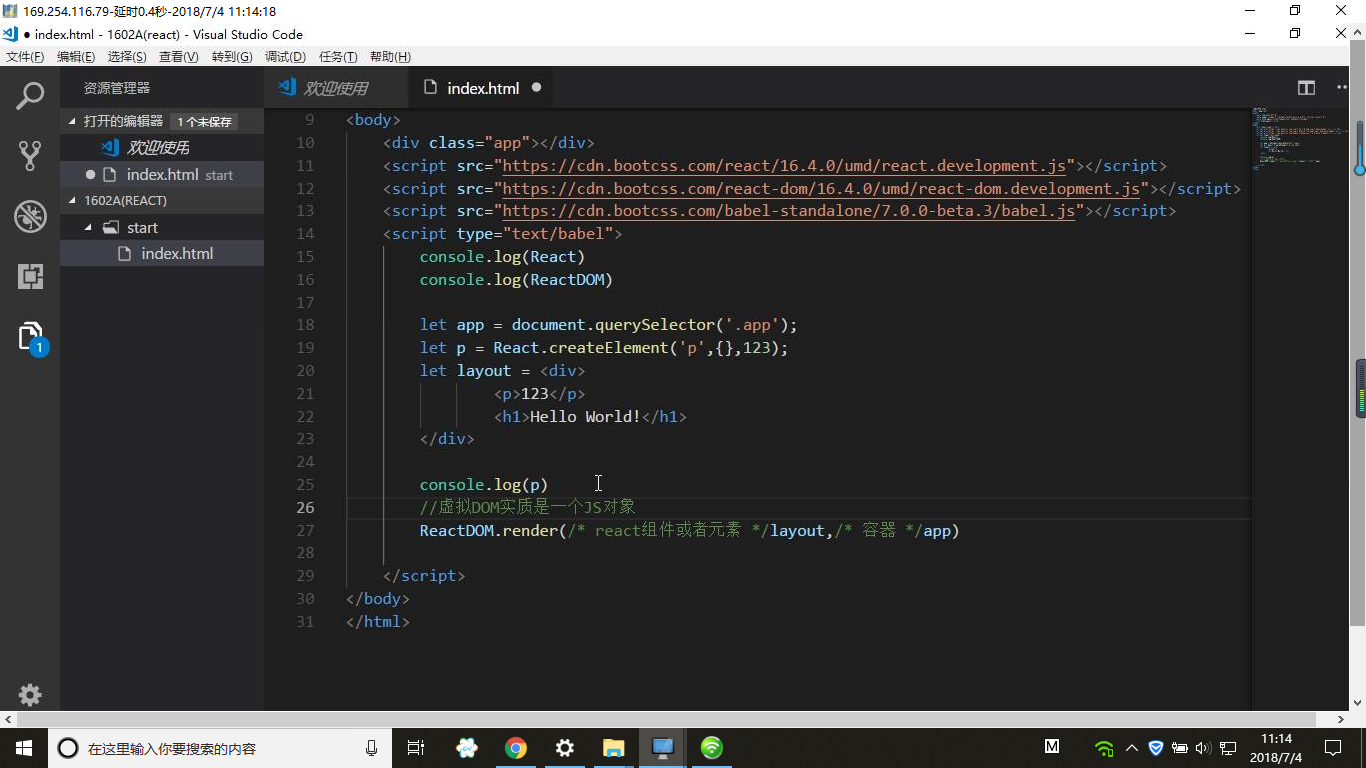 169.254.116.79-延时0.4秒-2018/7/4 11:14:18
● index.html - 1602A(react) - Visual Studio Code
文件(F) 编辑(E) 选择(S) 查看(V) 转到(G) 调试(D) 任务(T) 帮助(H)
资源管理器
打开的编辑器 1 个未保存
欢迎使用
● index.html start
1602A(REACT)
start
index.html
1
欢迎使用 index.html ●
9 <body>
10 <div class="app"></div>
11 <script src="https://cdn.bootcss.com/react/16.4.0/umd/react.development.js"></script>
12 <script src="https://cdn.bootcss.com/react-dom/16.4.0/umd/react-dom.development.js"></script>
13 <script src="https://cdn.bootcss.com/babel-standalone/7.0.0-beta.3/babel.js"></script>
14 <script type="text/babel">
15 console.log(React)
16 console.log(ReactDOM)
17
18 let app = document.querySelector('.app');
19 let p = React.createElement('p',{},123);
20 let layout = <div>
21 <p>123</p>
22 <h1>Hello World!</h1>
23 </div>
24
25 console.log(p)
26 //虚拟DOM实质是一个JS对象
27 ReactDOM.render(/* react组件或者元素 */layout,/* 容器 */app)
28
29 </script>
30 </body>
31 </html>
在这里输入你要搜索的内容
M
11:14
2018/7/4